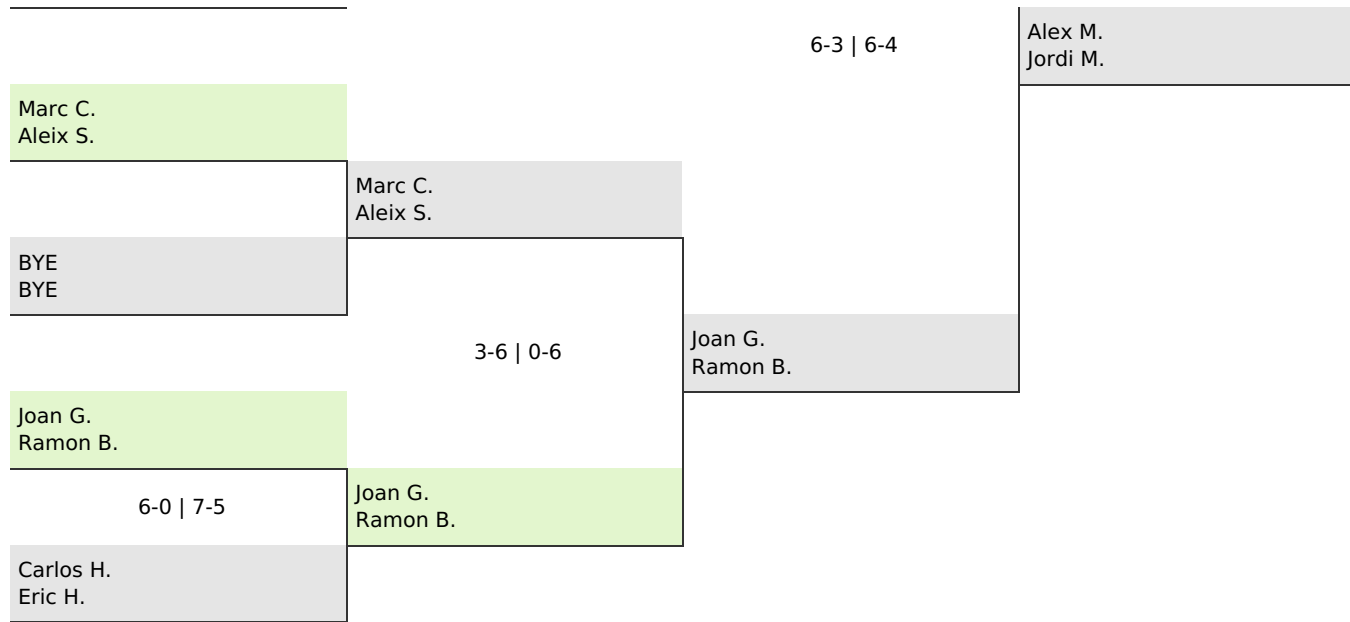 6-3 | 6-4
Alex M.
Jordi M.
Marc C.
Aleix S.
Marc C.
Aleix S.
BYE
BYE
3-6 | 0-6
Joan G.
Ramon B.
Joan G.
Ramon B.
6-0 | 7-5
Joan G.
Ramon B.
Carlos H.
Eric H.